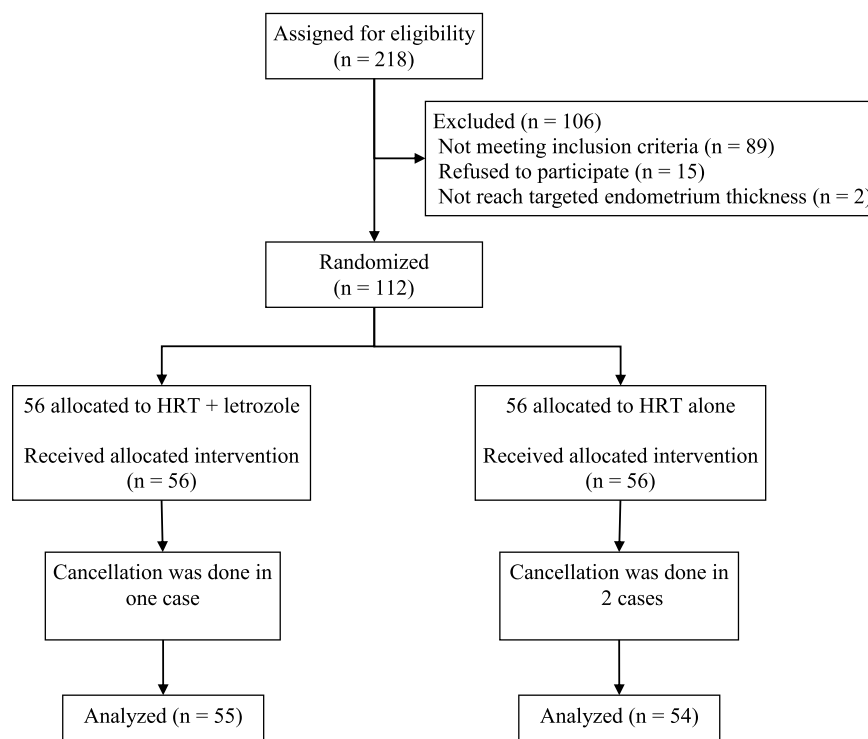 Assigned for eligibility
(n = 218)
Excluded (n = 106)
Not meeting inclusion criteria (n = 89)
Refused to participate (n = 15)
Not reach targeted endometrium thickness (n = 2)
Randomized
(n = 112)
56 allocated to HRT + letrozole
Received allocated intervention
(n = 56)
56 allocated to HRT alone
Received allocated intervention
(n = 56)
Cancellation was done in
one case
Cancellation was done in
2 cases
Analyzed (n = 55)
Analyzed (n = 54)